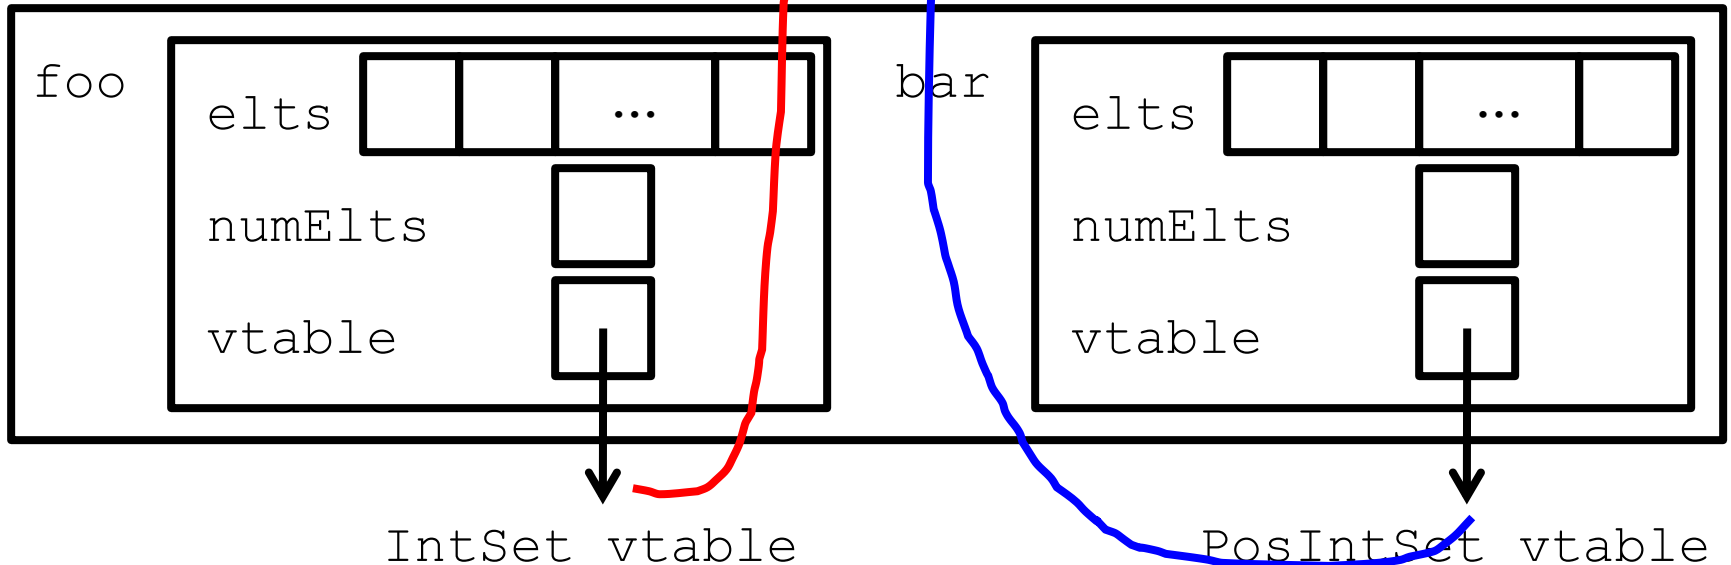 foo
elts ...
numElts
vtable
bar
elts ...
numElts
vtable
IntSet vtable
PosIntSet vtable